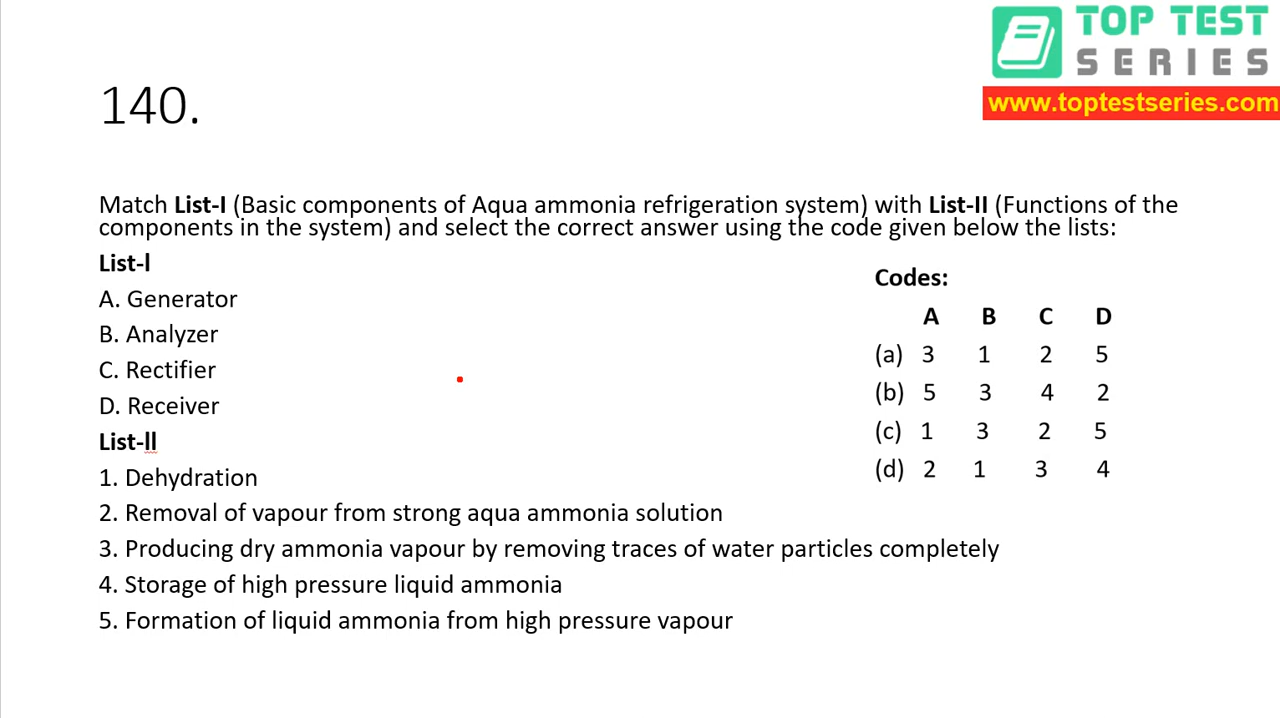 TOP TEST
SERIES
www.toptestseries.com
140.
Match List-I (Basic components of Aqua ammonia refrigeration system) with List-II (Functions of the
components in the system) and select the correct answer using the code given below the lists:
List-l
A. Generator
B. Analyzer
C. Rectifier
D. Receiver
List-ll
1. Dehydration
2. Removal of vapour from strong aqua ammonia solution
3. Producing dry ammonia vapour by removing traces of water particles completely
4. Storage of high pressure liquid ammonia
5. Formation of liquid ammonia from high pressure vapour
Codes:
A B C D
(a) 3 1 2 5
(b) 5 3 4 2
(c) 1 3 2 5
(d) 2 1 3 4